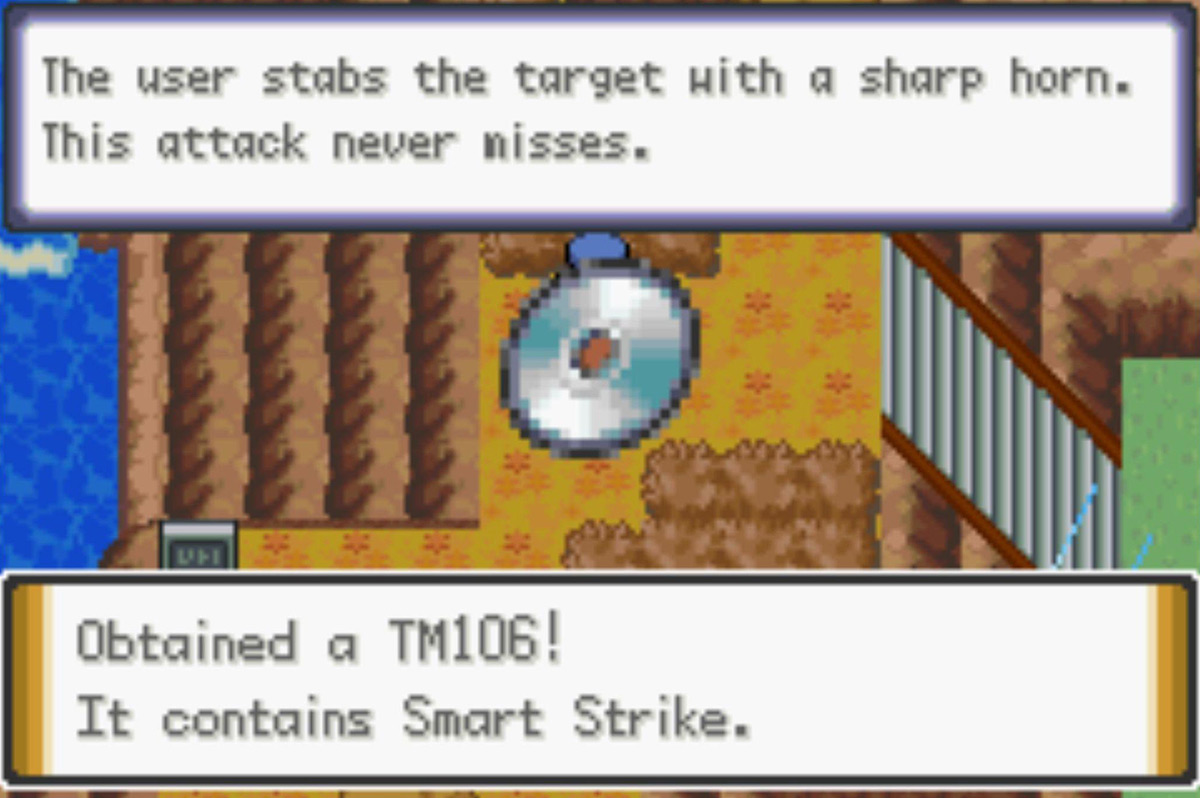 The user stabs the target with a sharp horn.
This attack never misses.
Obtained a TM106!
It contains Smart Strike.